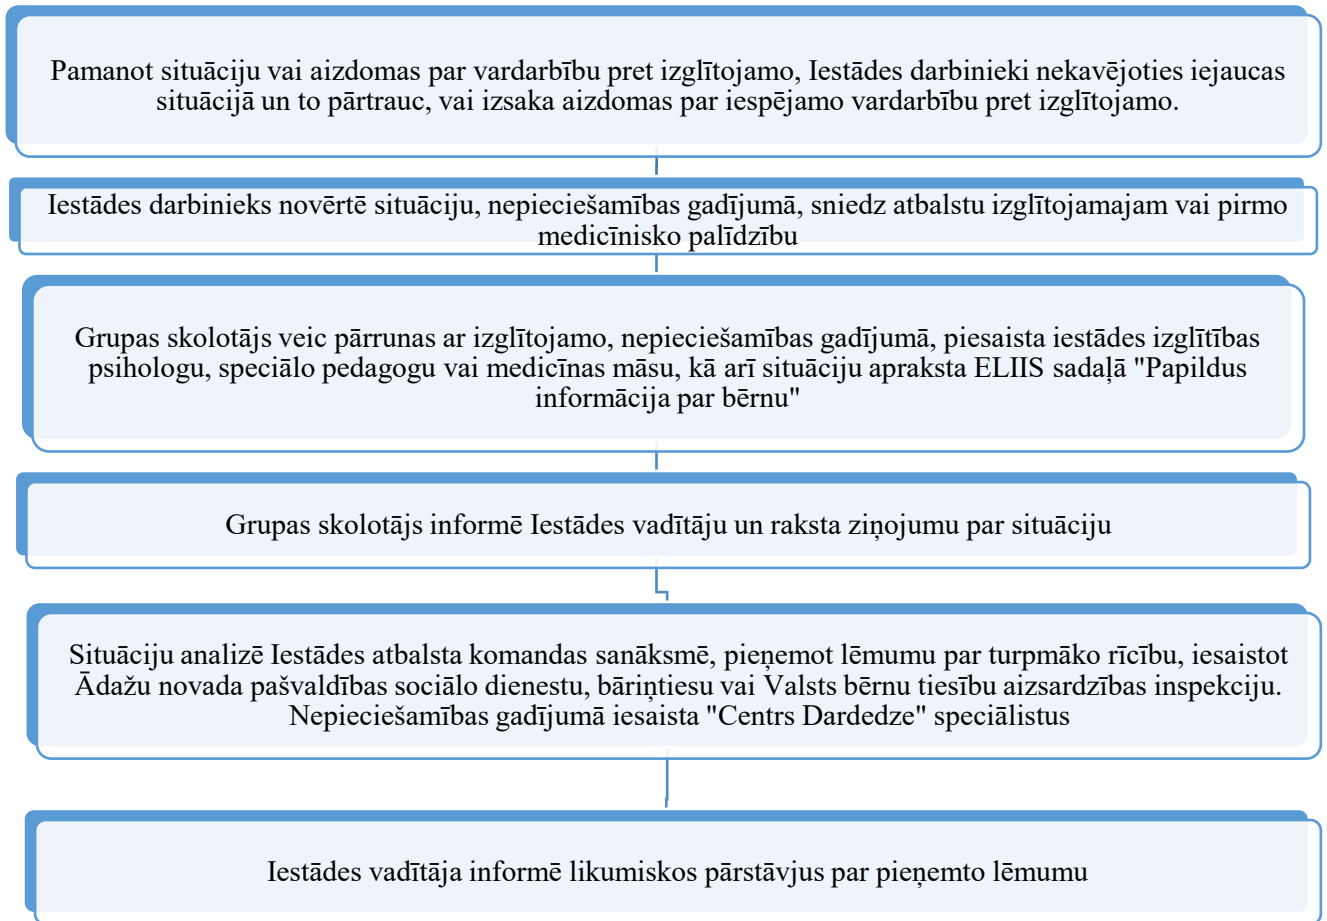 Pamanot situāciju vai aizdomas par vardarbību pret izglītojamo, Iestādes darbinieki nekavējoties iejaucas
situācijā un to pārtrauc, vai izsaka aizdomas par iespējamo vardarbību pret izglītojamo.
Iestādes darbinieks novērtē situāciju, nepieciešamības gadījumā, sniedz atbalstu izglītojamajam vai pirmo
medicīnisko palīdzību
Grupas skolotājs veic pārrunas ar izglītojamo, nepieciešamības gadījumā, piesaista iestādes izglītības
psihologu, speciālo pedagogu vai medicīnas māsu, kā arī situāciju apraksta ELIIS sadaļā "Papildus
informācija par bērnu"
Grupas skolotājs informē Iestādes vadītāju un raksta ziņojumu par situāciju
Situāciju analizē Iestādes atbalsta komandas sanāksmē, pieņemot lēmumu par turpmāko rīcību, iesaistot
Ādažu novada pašvaldības sociālo dienestu, bāriņtiesu vai Valsts bērnu tiesību aizsardzības inspekciju.
Nepieciešamības gadījumā iesaista "Centrs Dardedze" speciālistus
Iestādes vadītāja informē likumiskos pārstāvjus par pieņemto lēmumu